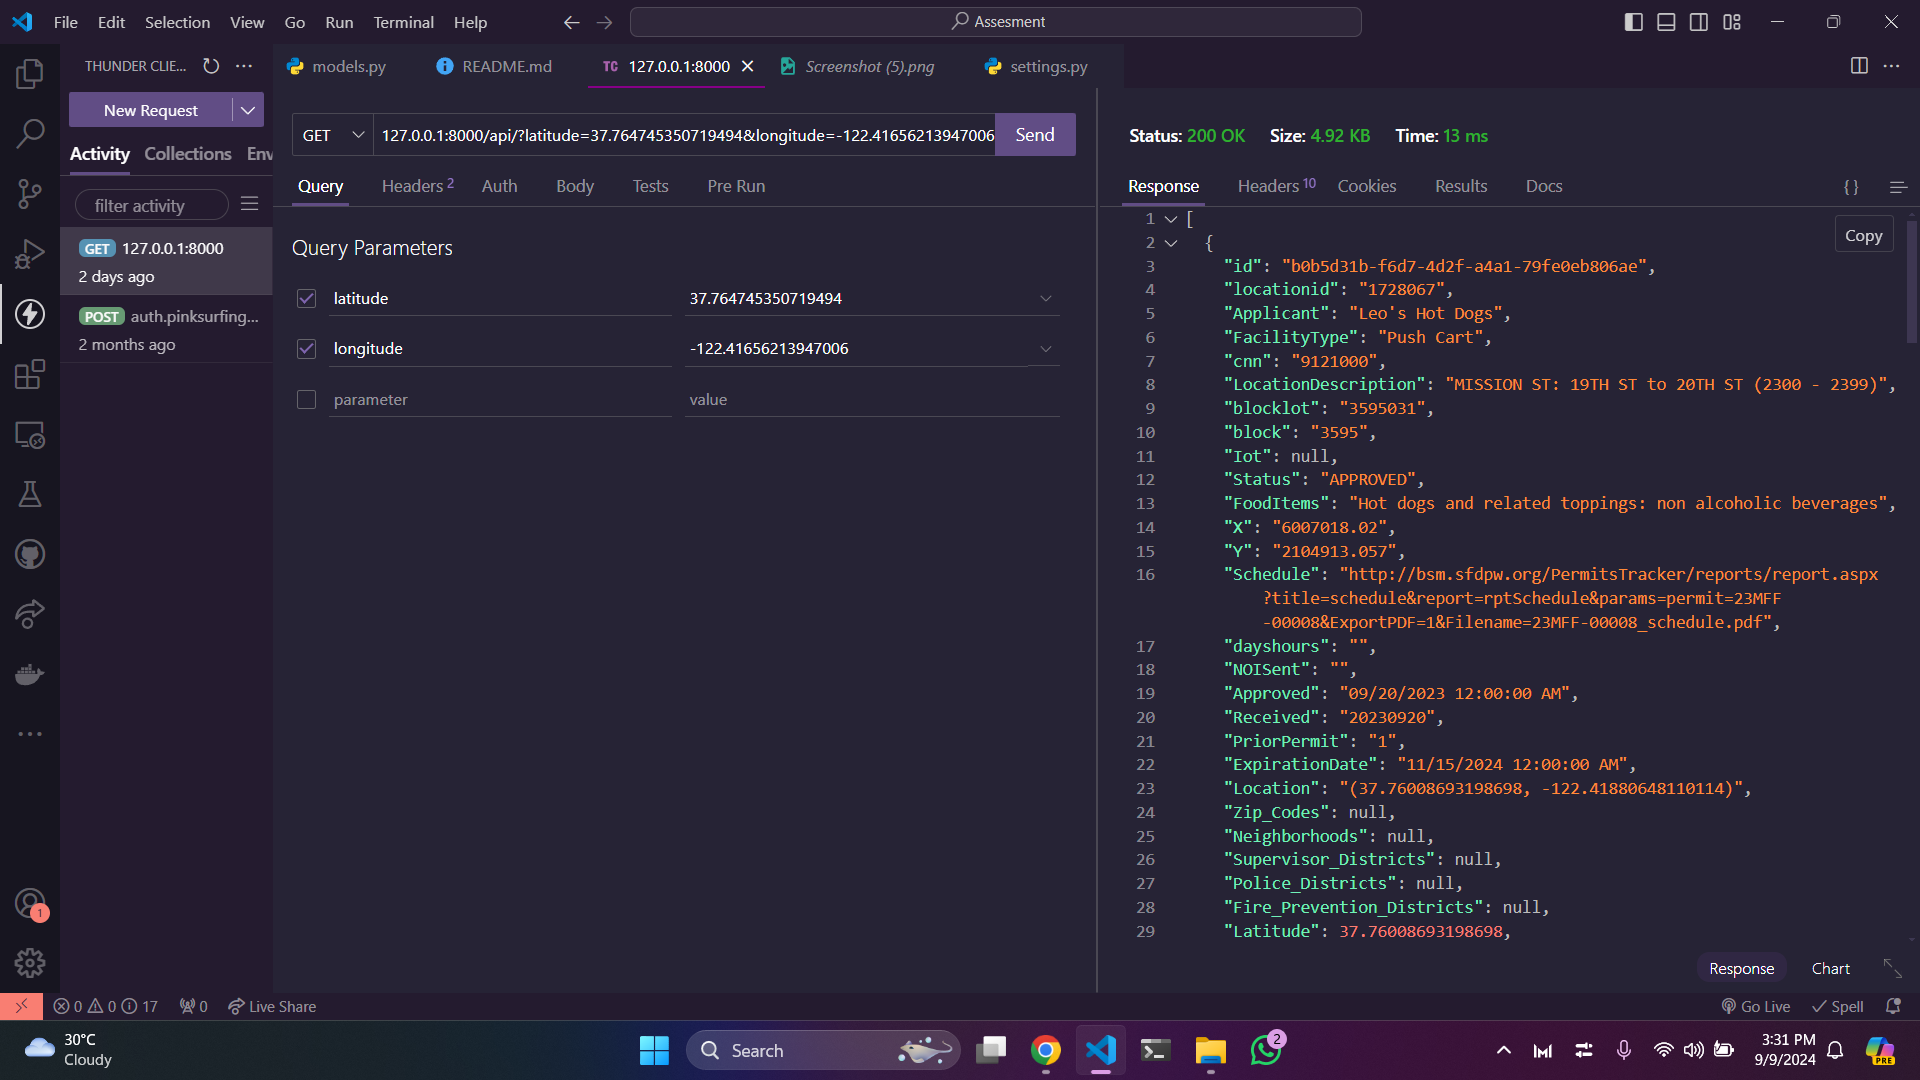 File Edit Selection View Go Run Terminal Help
Assesment
THUNDER CLIE...
models.py
README.md
TC 127.0.0.1:8000
Screenshot (5).png
settings.py
New Request
GET
127.0.0.1:8000/api/?latitude=37.764745350719494&longitude=-122.41656213947006
Send
Status: 200 OK Size: 4.92 KB Time: 13 ms
Activity Collections Env
Query Headers 2 Auth Body Tests Pre Run
Response Headers 10 Cookies Results Docs
{}
filter activity
GET 127.0.0.1:8000
2 days ago
POST auth.pinksurfing...
2 months ago
Query Parameters
latitude 37.764745350719494
longitude -122.41656213947006
parameter value
Copy
1 [
2 {
3 "id": "b0b5d31b-f6d7-4d2f-a4a1-79fe0eb806ae",
4 "locationid": "1728067",
5 "Applicant": "Leo's Hot Dogs",
6 "FacilityType": "Push Cart",
7 "cnn": "9121000",
8 "LocationDescription": "MISSION ST: 19TH ST to 20TH ST (2300 - 2399)",
9 "blocklot": "3595031",
10 "block": "3595",
11 "Iot": null,
12 "Status": "APPROVED",
13 "FoodItems": "Hot dogs and related toppings: non alcoholic beverages",
14 "X": "6007018.02",
15 "Y": "2104913.057",
16 "Schedule": "http://bsm.sfdpw.org/PermitsTracker/reports/report.aspx
?title=schedule&report=rptSchedule&params=permit=23MFF
-00008&ExportPDF=1&Filename=23MFF-00008_schedule.pdf",
17 "dayshours": "",
18 "NOISent": "",
19 "Approved": "09/20/2023 12:00:00 AM",
20 "Received": "20230920",
21 "PriorPermit": "1",
22 "ExpirationDate": "11/15/2024 12:00:00 AM",
23 "Location": "(37.76008693198698, -122.41880648110114)",
24 "Zip_Codes": null,
25 "Neighborhoods": null,
26 "Supervisor_Districts": null,
27 "Police_Districts": null,
28 "Fire_Prevention_Districts": null,
29 "Latitude": 37.76008693198698,
1
Response Chart
0 0 17 0 Live Share
Go Live Spell
30°C
Cloudy
Search
2
3:31 PM
9/9/2024
PRE